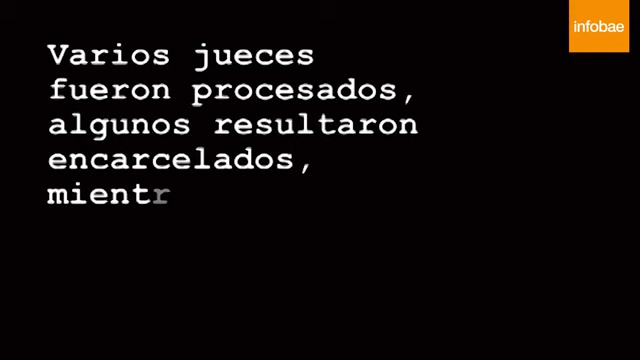 infobae
Varios jueces
fueron procesados,
algunos resultaron
encarcelados,
mientr